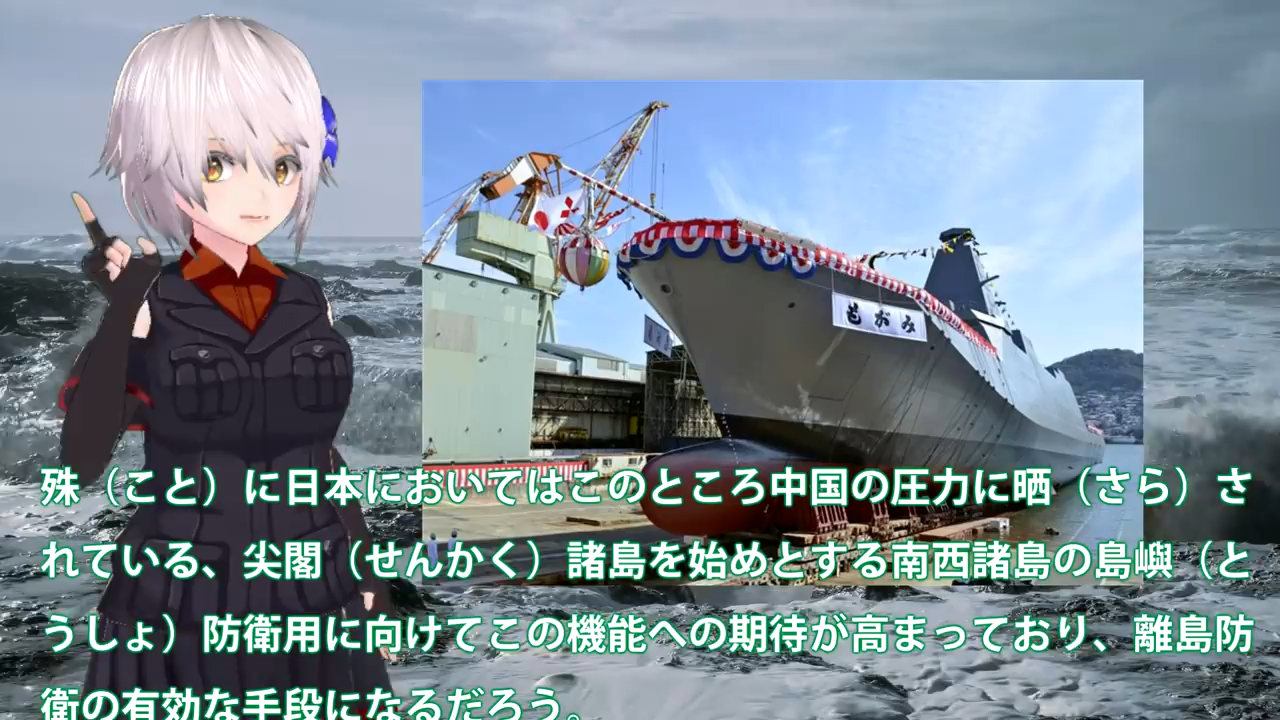 もがみ
殊（こと）に日本においてはこのところ中国の圧力に晒（さら）さ
れている、尖閣（せんかく）諸島を始めとする南西諸島の島嶼（と
うしょ）防衛用に向けてこの機能への期待が高まっており、離島防
衛の有効な手段になるだろう。